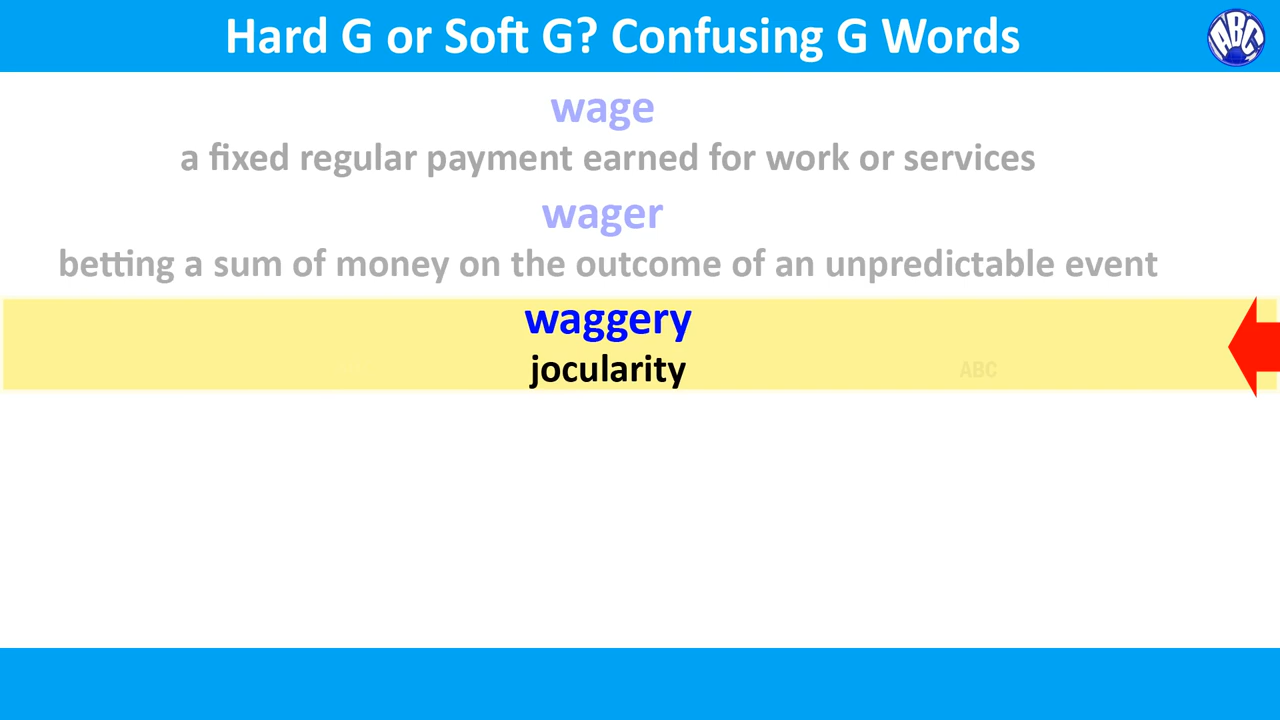 Hard G or Soft G? Confusing G Words
ABC
wage
a fixed regular payment earned for work or services
wager
betting a sum of money on the outcome of an unpredictable event
waggery
jocularity
ABC